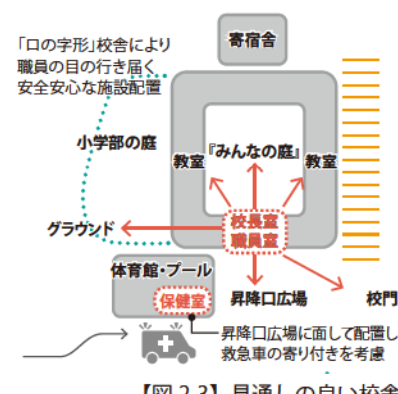 「ロの字形」校舎により
職員の目の行き届く
安全安心な施設配置
寄宿舎
小学部の庭
教室
『みんなの庭』
教室
校長室
職員室
グラウンド
体育館・プール
保健室
昇降口広場
校門
昇降口広場に面して配置し
救急車の寄り付きを考慮
【図 2-3】見通しの良い校舎